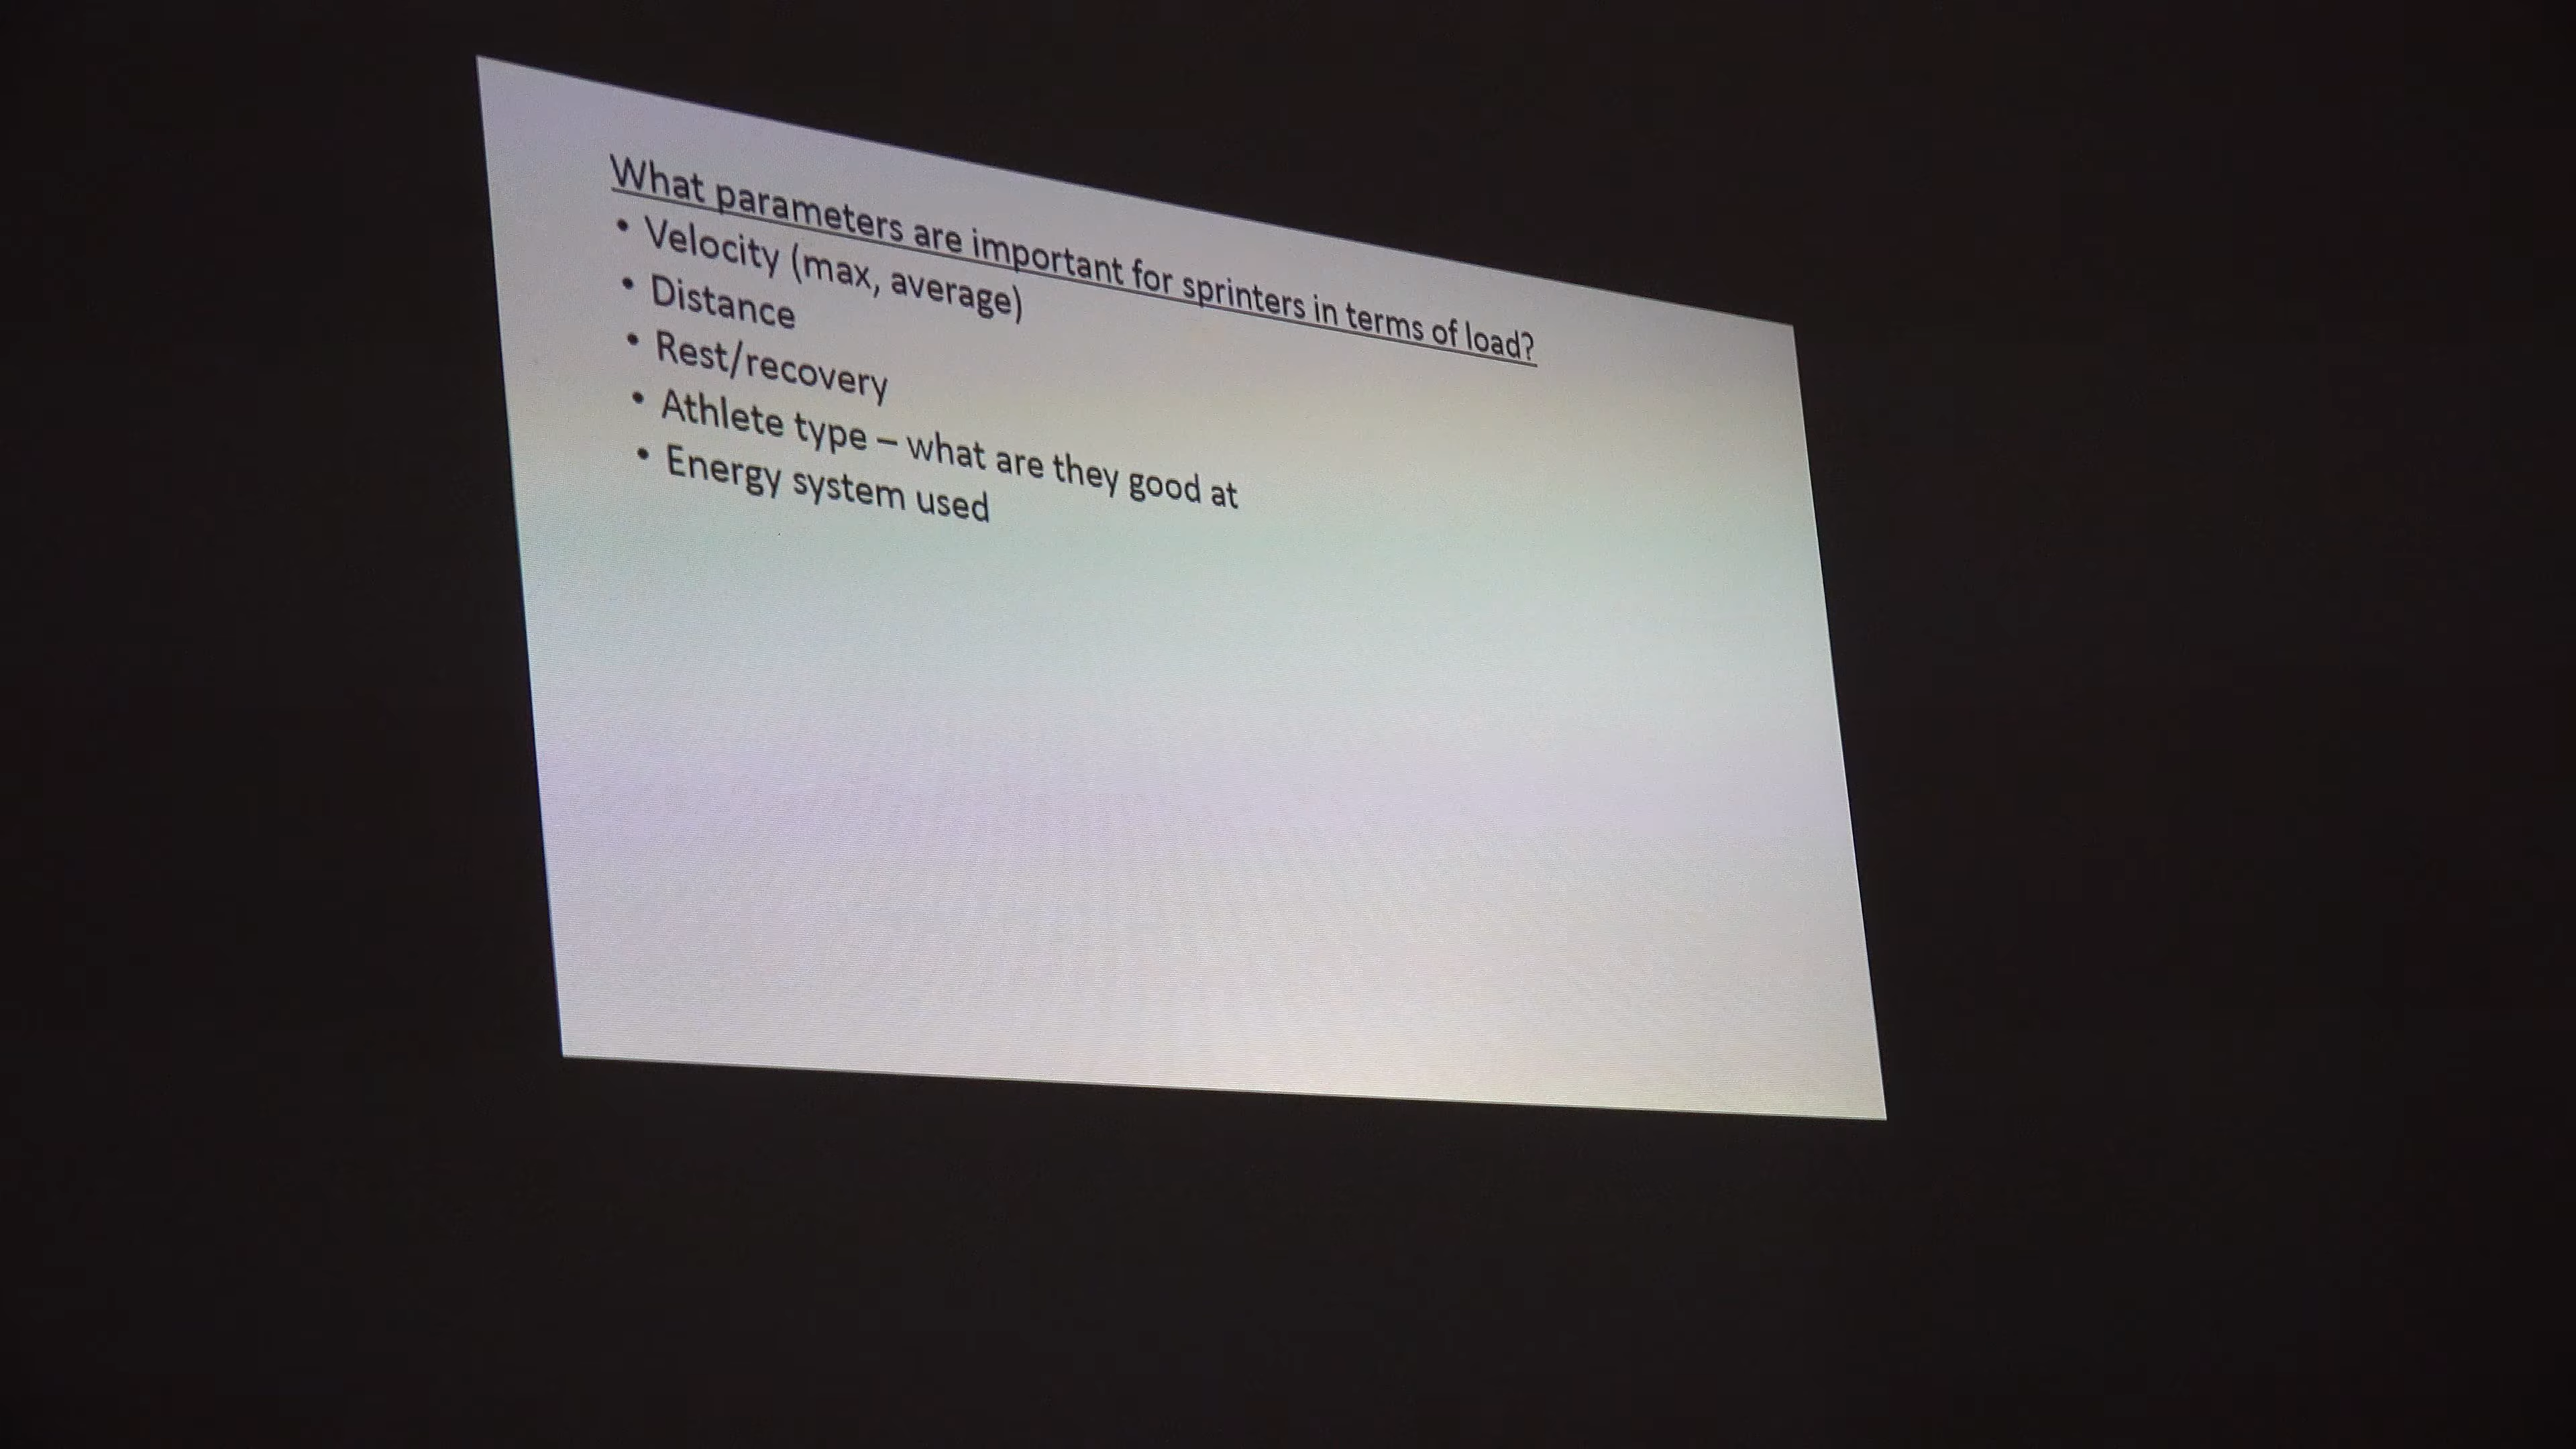 What parameters are important for sprinters in terms of load?
• Velocity (max, average)
• Distance
• Rest/recovery
• Athlete type – what are they good at
• Energy system used